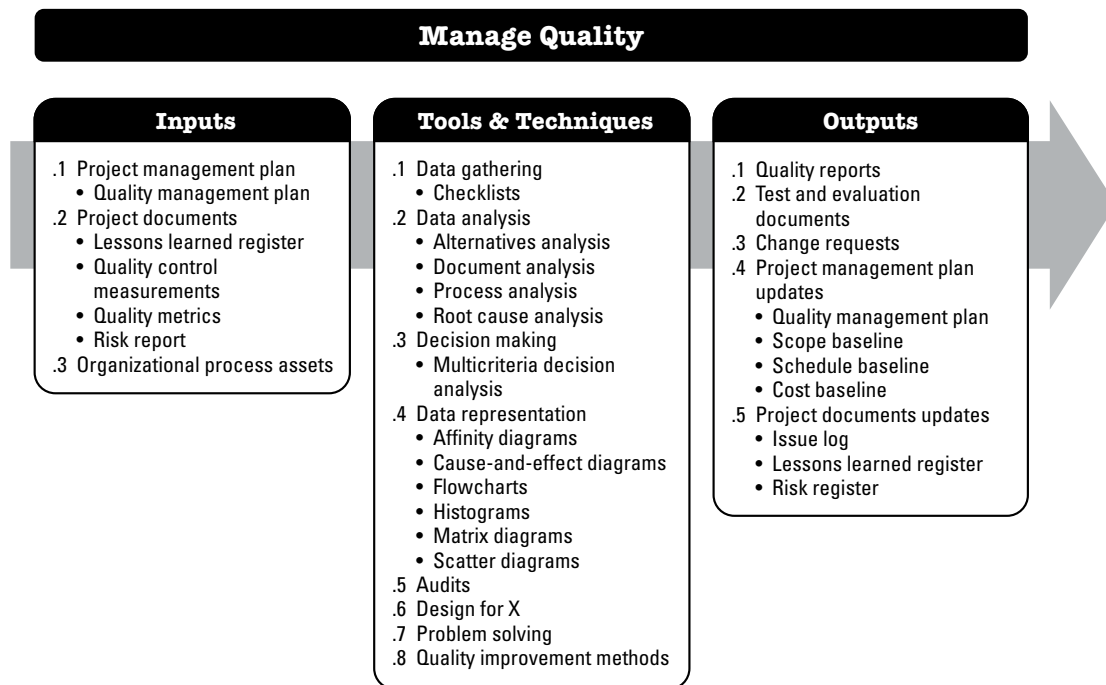 Manage Quality
Inputs
.1 Project management plan
• Quality management plan
.2 Project documents
• Lessons learned register
• Quality control
measurements
• Quality metrics
• Risk report
.3 Organizational process assets
Tools & Techniques
.1 Data gathering
• Checklists
.2 Data analysis
• Alternatives analysis
• Document analysis
• Process analysis
• Root cause analysis
.3 Decision making
• Multicriteria decision
analysis
.4 Data representation
• Affinity diagrams
• Cause-and-effect diagrams
• Flowcharts
• Histograms
• Matrix diagrams
• Scatter diagrams
.5 Audits
.6 Design for X
.7 Problem solving
.8 Quality improvement methods
Outputs
.1 Quality reports
.2 Test and evaluation
documents
.3 Change requests
.4 Project management plan
updates
• Quality management plan
• Scope baseline
• Schedule baseline
• Cost baseline
.5 Project documents updates
• Issue log
• Lessons learned register
• Risk register